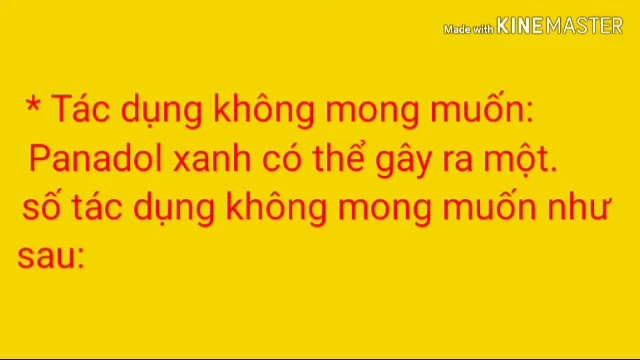 Made with KINEMASTER
* Tác dụng không mong muốn:
Panadol xanh có thể gây ra một.
số tác dụng không mong muốn như
sau: